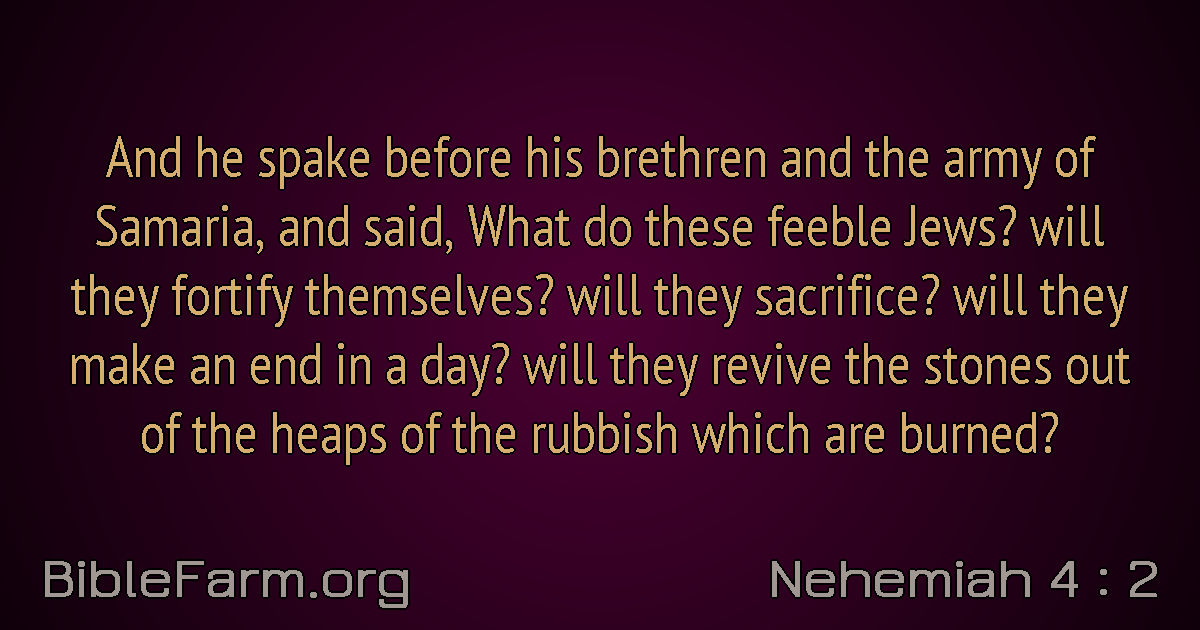 And he spake before his brethren and the army of
Samaria, and said, What do these feeble Jews? will
they fortify themselves? will they sacrifice? will they
make an end in a day? will they revive the stones out
of the heaps of the rubbish which are burned?
BibleFarm.org
Nehemiah 4 : 2